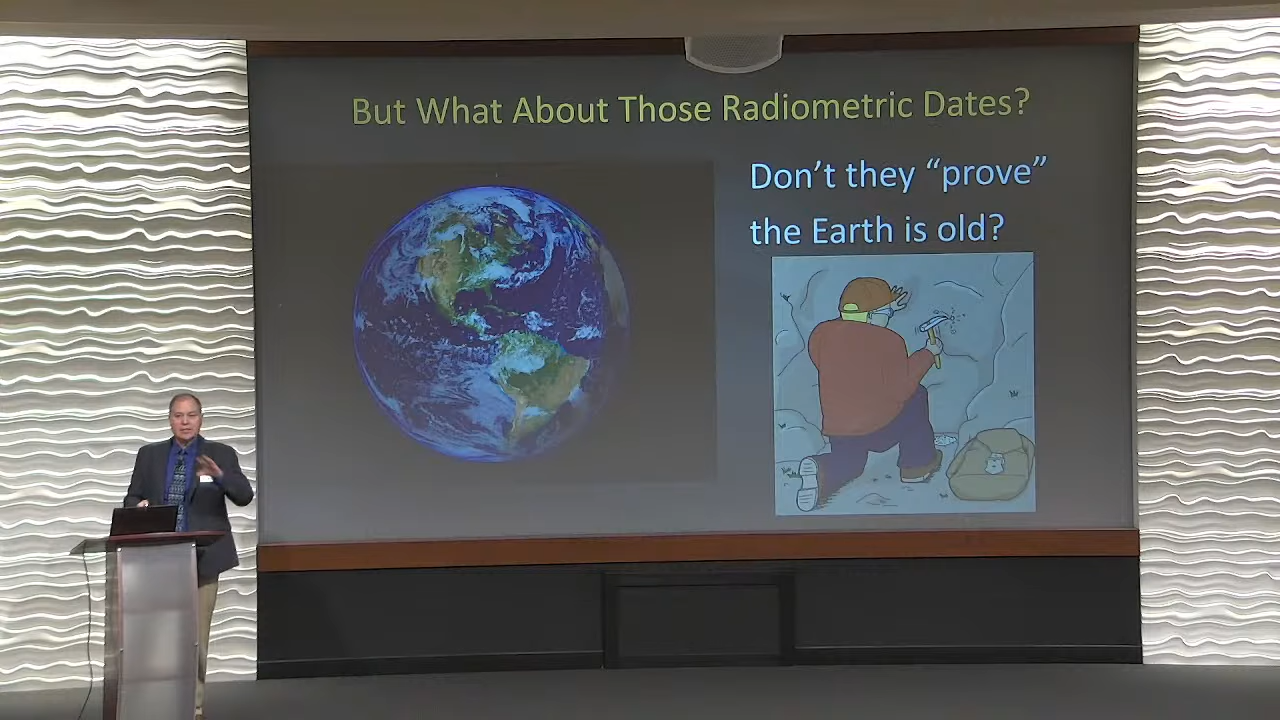 But What About Those Radiometric Dates?
Don’t they “prove”
the Earth is old?